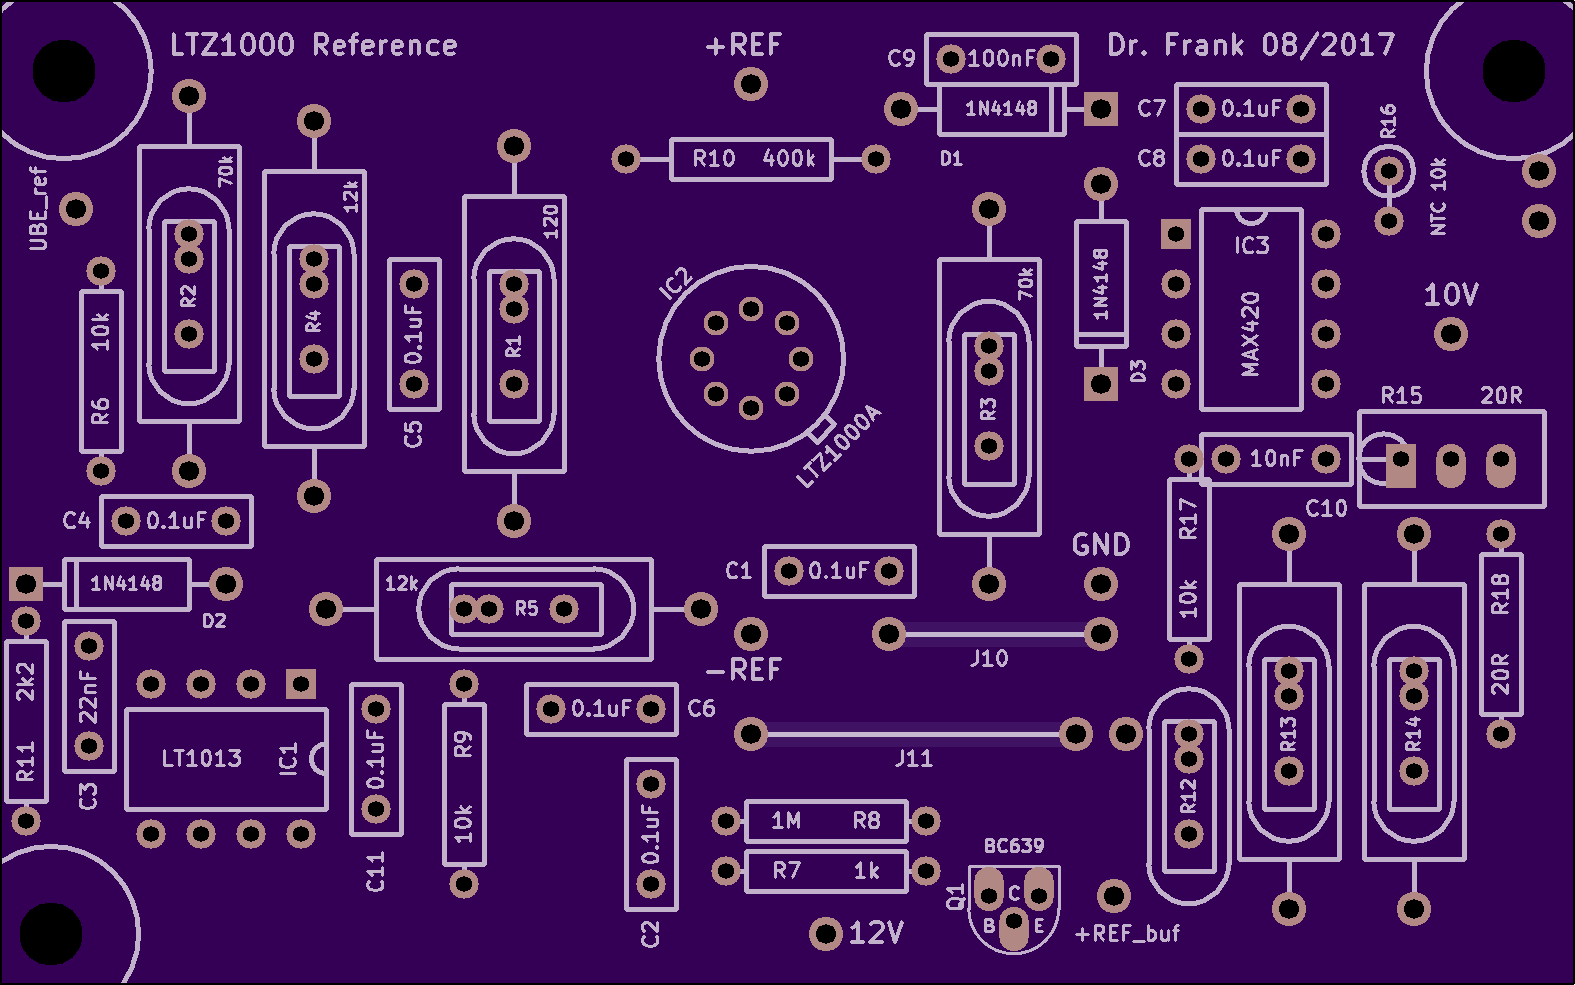 LTZ1000 Reference
+REF
Dr. Frank 08/2017
C9
100nF
1N4148
D1
C7
0.1uF
C8
0.1uF
R16
NTC 10k
UBE_ref
70k
R2
12k
R4
120
R1
R10 400k
IC2
LTZ1000A
10k
R6
0.1uF
C5
70k
R3
1N4148
D3
IC3
MAX420
10V
R15 20R
10nF
C10
C4
0.1uF
1N4148
D2
12k
R5
C1
0.1uF
GND
R17
10k
R18
20R
-REF
J10
2k2
R11
22nF
C3
LT1013
IC1
0.1uF
C11
R9
10k
0.1uF
C6
J11
R12
R13
R14
0.1uF
C2
1M R8
R7 1k
BC639
Q1
C
B E
12V
+REF_buf